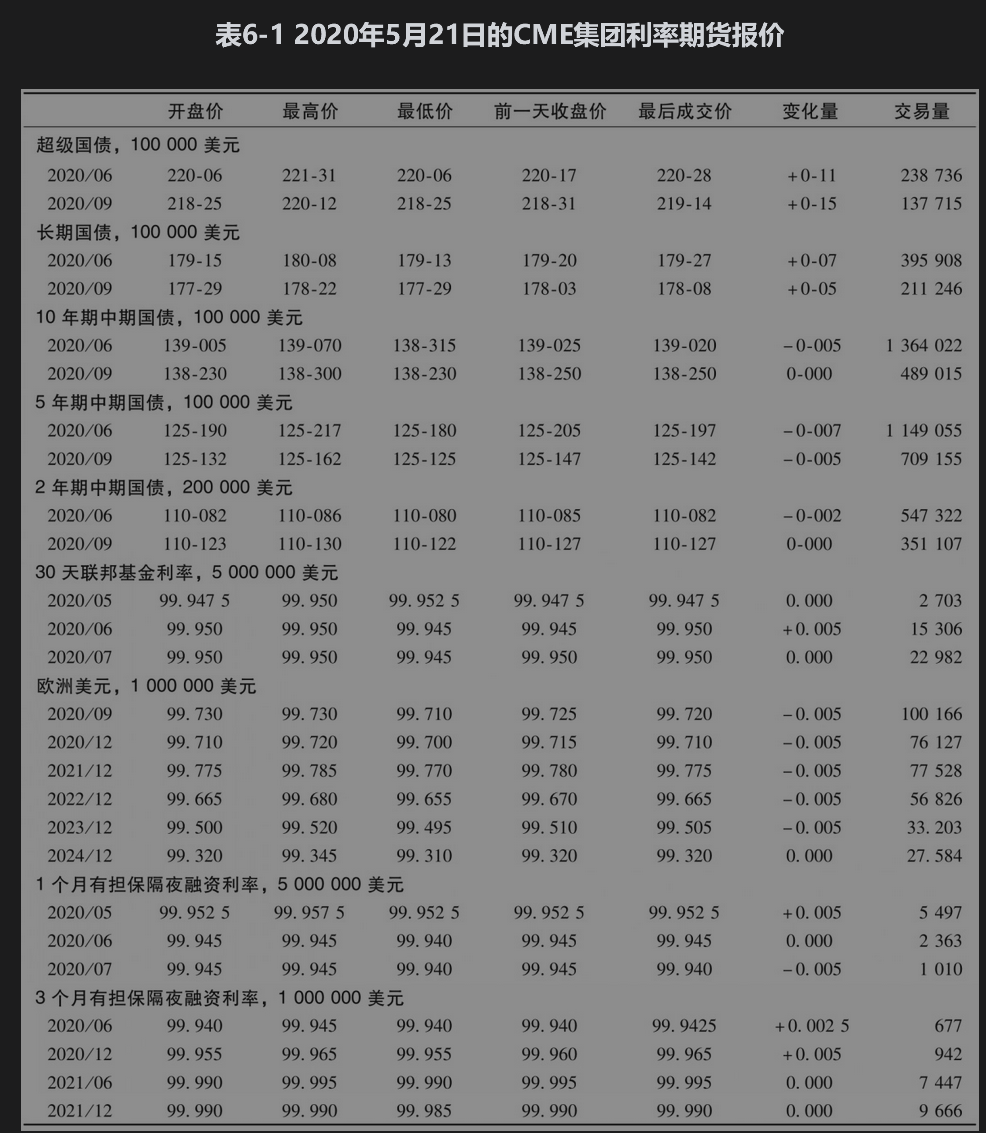 表6-1 2020年5月21日的CME集团利率期货报价
开盘价 最高价 最低价 前一天收盘价 最后成交价 变化量 交易量
超级国债，100 000 美元
2020/06 220-06 221-31 220-06 220-17 220-28 +0-11 238 736
2020/09 218-25 220-12 218-25 218-31 219-14 +0-15 137 715
长期国债，100 000 美元
2020/06 179-15 180-08 179-13 179-20 179-27 +0-07 395 908
2020/09 177-29 178-22 177-29 178-03 178-08 +0-05 211 246
10 年期中期国债，100 000 美元
2020/06 139-005 139-070 138-315 139-025 139-020 -0-005 1 364 022
2020/09 138-230 138-300 138-230 138-250 138-250 0-000 489 015
5 年期中期国债，100 000 美元
2020/06 125-190 125-217 125-180 125-205 125-197 -0-007 1 149 055
2020/09 125-132 125-162 125-125 125-147 125-142 -0-005 709 155
2 年期中期国债，200 000 美元
2020/06 110-082 110-086 110-080 110-085 110-082 -0-002 547 322
2020/09 110-123 110-130 110-122 110-127 110-127 0-000 351 107
30 天联邦基金利率，5 000 000 美元
2020/05 99.947 5 99.950 99.952 5 99.947 5 99.947 5 0.000 2 703
2020/06 99.950 99.950 99.945 99.945 99.950 +0.005 15 306
2020/07 99.950 99.950 99.945 99.950 99.950 0.000 22 982
欧洲美元，1 000 000 美元
2020/09 99.730 99.730 99.710 99.725 99.720 -0.005 100 166
2020/12 99.710 99.720 99.700 99.715 99.710 -0.005 76 127
2021/12 99.775 99.785 99.770 99.780 99.775 -0.005 77 528
2022/12 99.665 99.680 99.655 99.670 99.665 -0.005 56 826
2023/12 99.500 99.520 99.495 99.510 99.505 -0.005 33.203
2024/12 99.320 99.345 99.310 99.320 99.320 0.000 27.584
1 个月有担保隔夜融资利率，5 000 000 美元
2020/05 99.952 5 99.957 5 99.952 5 99.952 5 99.952 5 +0.005 5 497
2020/06 99.945 99.945 99.940 99.945 99.945 0.000 2 363
2020/07 99.945 99.945 99.940 99.945 99.940 -0.005 1 010
3 个月有担保隔夜融资利率，1 000 000 美元
2020/06 99.940 99.945 99.940 99.940 99.9425 +0.002 5 677
2020/12 99.955 99.965 99.955 99.960 99.965 +0.005 942
2021/06 99.990 99.995 99.990 99.995 99.995 0.000 7 447
2021/12 99.990 99.990 99.985 99.990 99.990 0.000 9 666